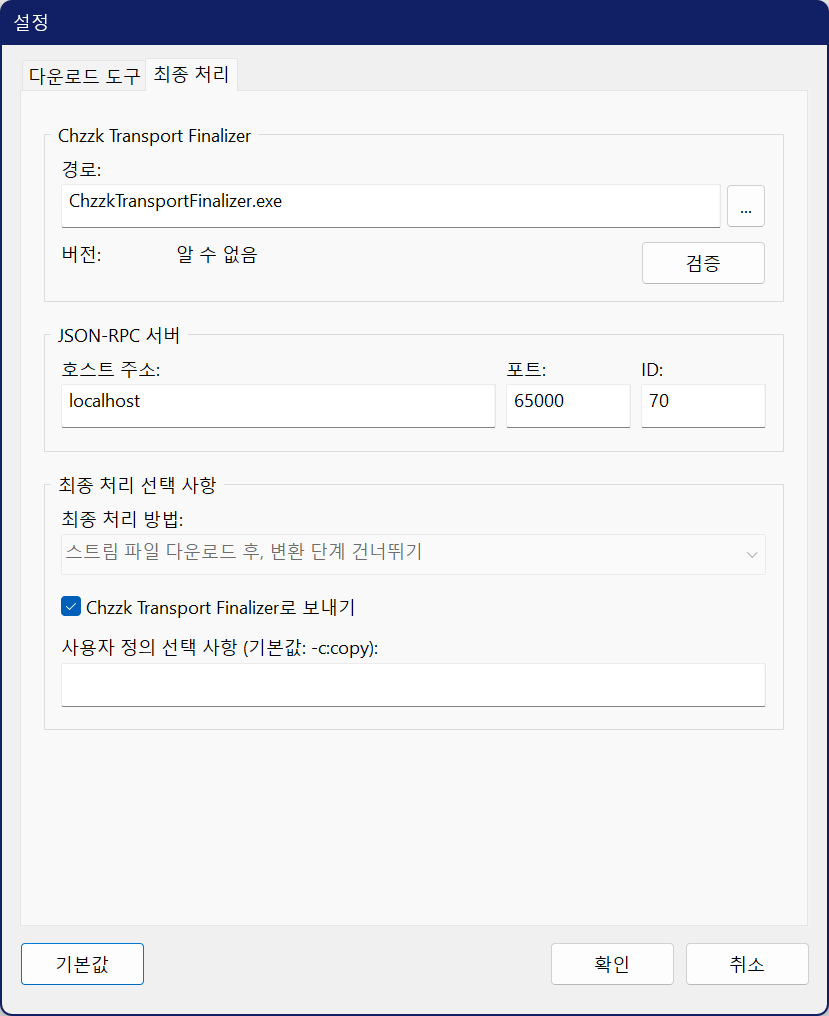 설정
다운로드 도구 최종 처리
Chzzk Transport Finalizer
경로:
ChzzkTransportFinalizer.exe ...
버전: 알 수 없음 검증
JSON-RPC 서버
호스트 주소: 포트: ID:
localhost 65000 70
최종 처리 선택 사항
최종 처리 방법:
스트림 파일 다운로드 후, 변환 단계 건너뛰기
Chzzk Transport Finalizer로 보내기
사용자 정의 선택 사항 (기본값: -c:copy):
기본값 확인 취소